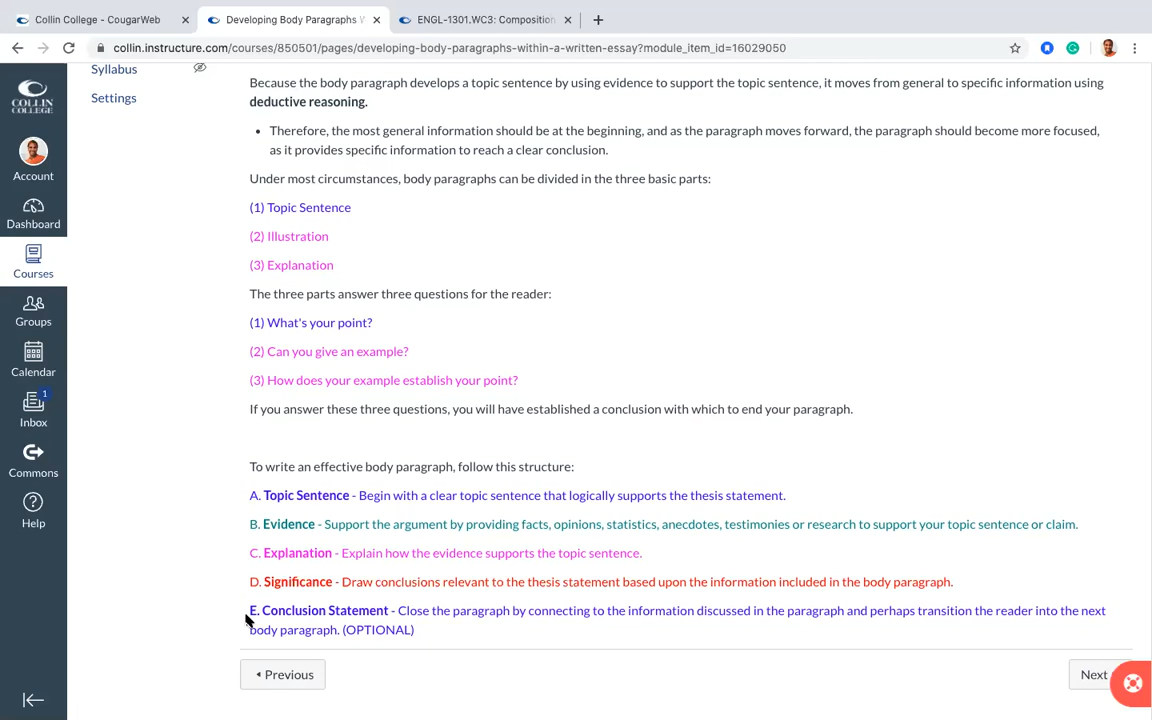 Collin College - CougarWeb
Developing Body Paragraphs W
ENGL-1301.WC3: Composition
collin.instructure.com/courses/850501/pages/developing-body-paragraphs-within-a-written-essay?module_item_id=16029050
COLLIN
COLLEGE
Account
Dashboard
Courses
Groups
Calendar
1
Inbox
Commons
Help
Syllabus
Settings
Because the body paragraph develops a topic sentence by using evidence to support the topic sentence, it moves from general to specific information using
deductive reasoning.
• Therefore, the most general information should be at the beginning, and as the paragraph moves forward, the paragraph should become more focused,
as it provides specific information to reach a clear conclusion.
Under most circumstances, body paragraphs can be divided in the three basic parts:
(1) Topic Sentence
(2) Illustration
(3) Explanation
The three parts answer three questions for the reader:
(1) What's your point?
(2) Can you give an example?
(3) How does your example establish your point?
If you answer these three questions, you will have established a conclusion with which to end your paragraph.
To write an effective body paragraph, follow this structure:
A. Topic Sentence - Begin with a clear topic sentence that logically supports the thesis statement.
B. Evidence - Support the argument by providing facts, opinions, statistics, anecdotes, testimonies or research to support your topic sentence or claim.
C. Explanation - Explain how the evidence supports the topic sentence.
D. Significance - Draw conclusions relevant to the thesis statement based upon the information included in the body paragraph.
E. Conclusion Statement - Close the paragraph by connecting to the information discussed in the paragraph and perhaps transition the reader into the next
body paragraph. (OPTIONAL)
Previous
Next